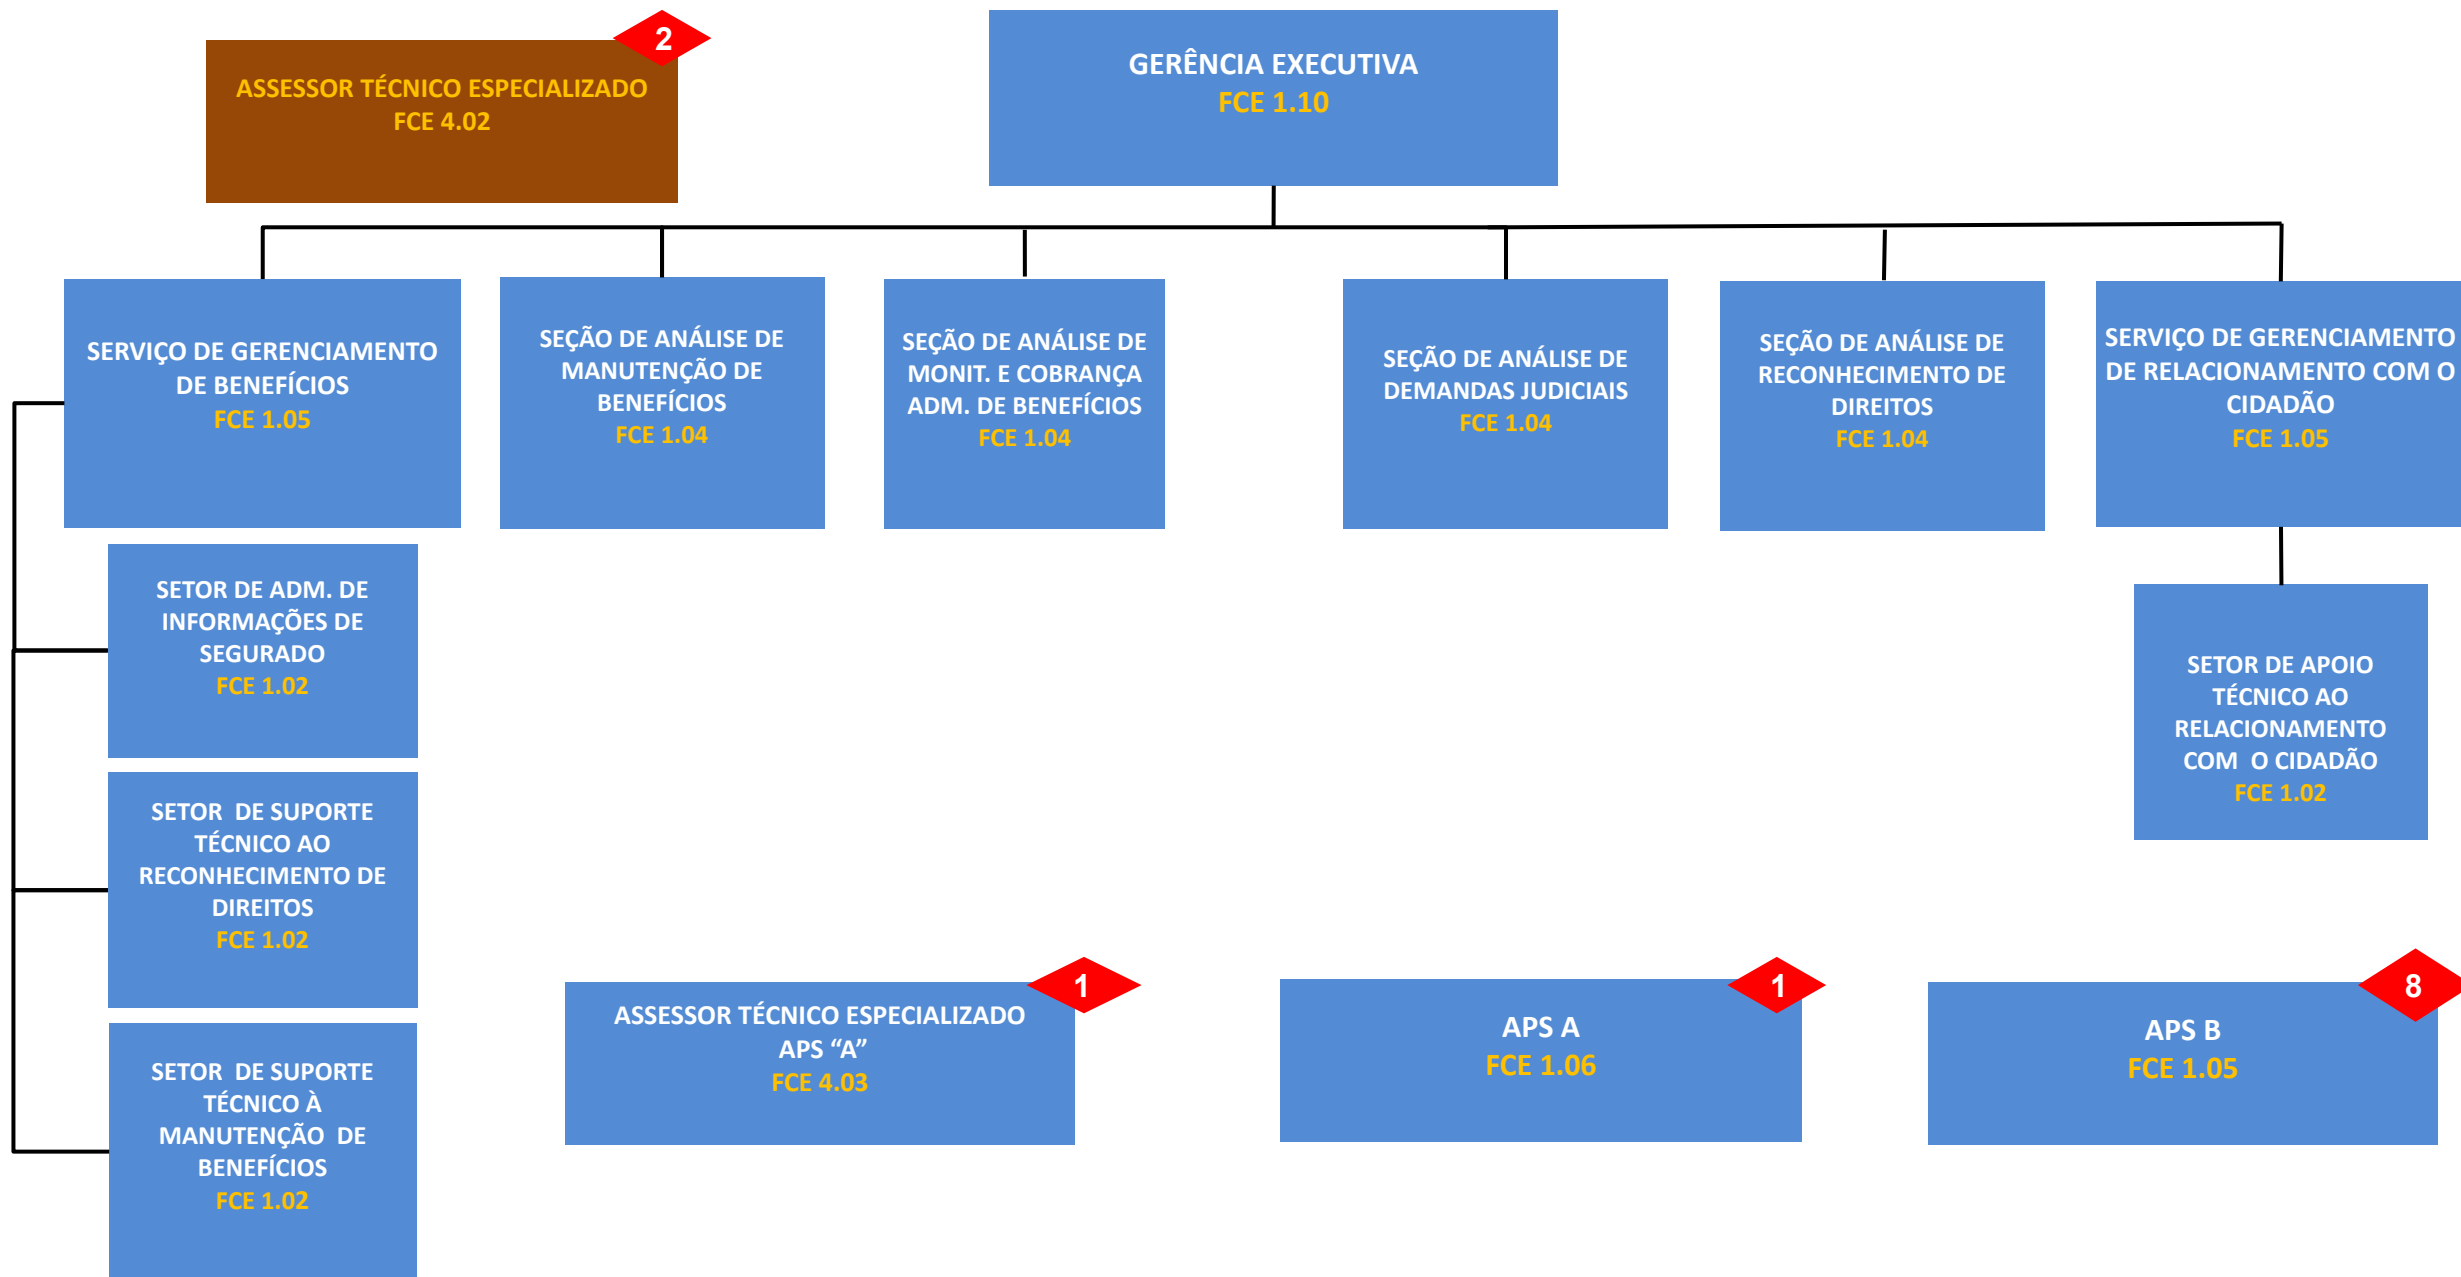 2
ASSESSOR TÉCNICO ESPECIALIZADO
FCE 4.02
GERÊNCIA EXECUTIVA
FCE 1.10
SERVIÇO DE GERENCIAMENTO
DE BENEFÍCIOS
FCE 1.05
SEÇÃO DE ANÁLISE DE
MANUTENÇÃO DE
BENEFÍCIOS
FCE 1.04
SEÇÃO DE ANÁLISE DE
MONIT. E COBRANÇA
ADM. DE BENEFÍCIOS
FCE 1.04
SEÇÃO DE ANÁLISE DE
DEMANDAS JUDICIAIS
FCE 1.04
SEÇÃO DE ANÁLISE DE
RECONHECIMENTO DE
DIREITOS
FCE 1.04
SERVIÇO DE GERENCIAMENTO
DE RELACIONAMENTO COM O
CIDADÃO
FCE 1.05
SETOR DE ADM. DE
INFORMAÇÕES DE
SEGURADO
FCE 1.02
SETOR DE APOIO
TÉCNICO AO
RELACIONAMENTO
COM O CIDADÃO
FCE 1.02
SETOR DE SUPORTE
TÉCNICO AO
RECONHECIMENTO DE
DIREITOS
FCE 1.02
SETOR DE SUPORTE
TÉCNICO À
MANUTENÇÃO DE
BENEFÍCIOS
FCE 1.02
1
ASSESSOR TÉCNICO ESPECIALIZADO
APS “A”
FCE 4.03
1
APS A
FCE 1.06
8
APS B
FCE 1.05